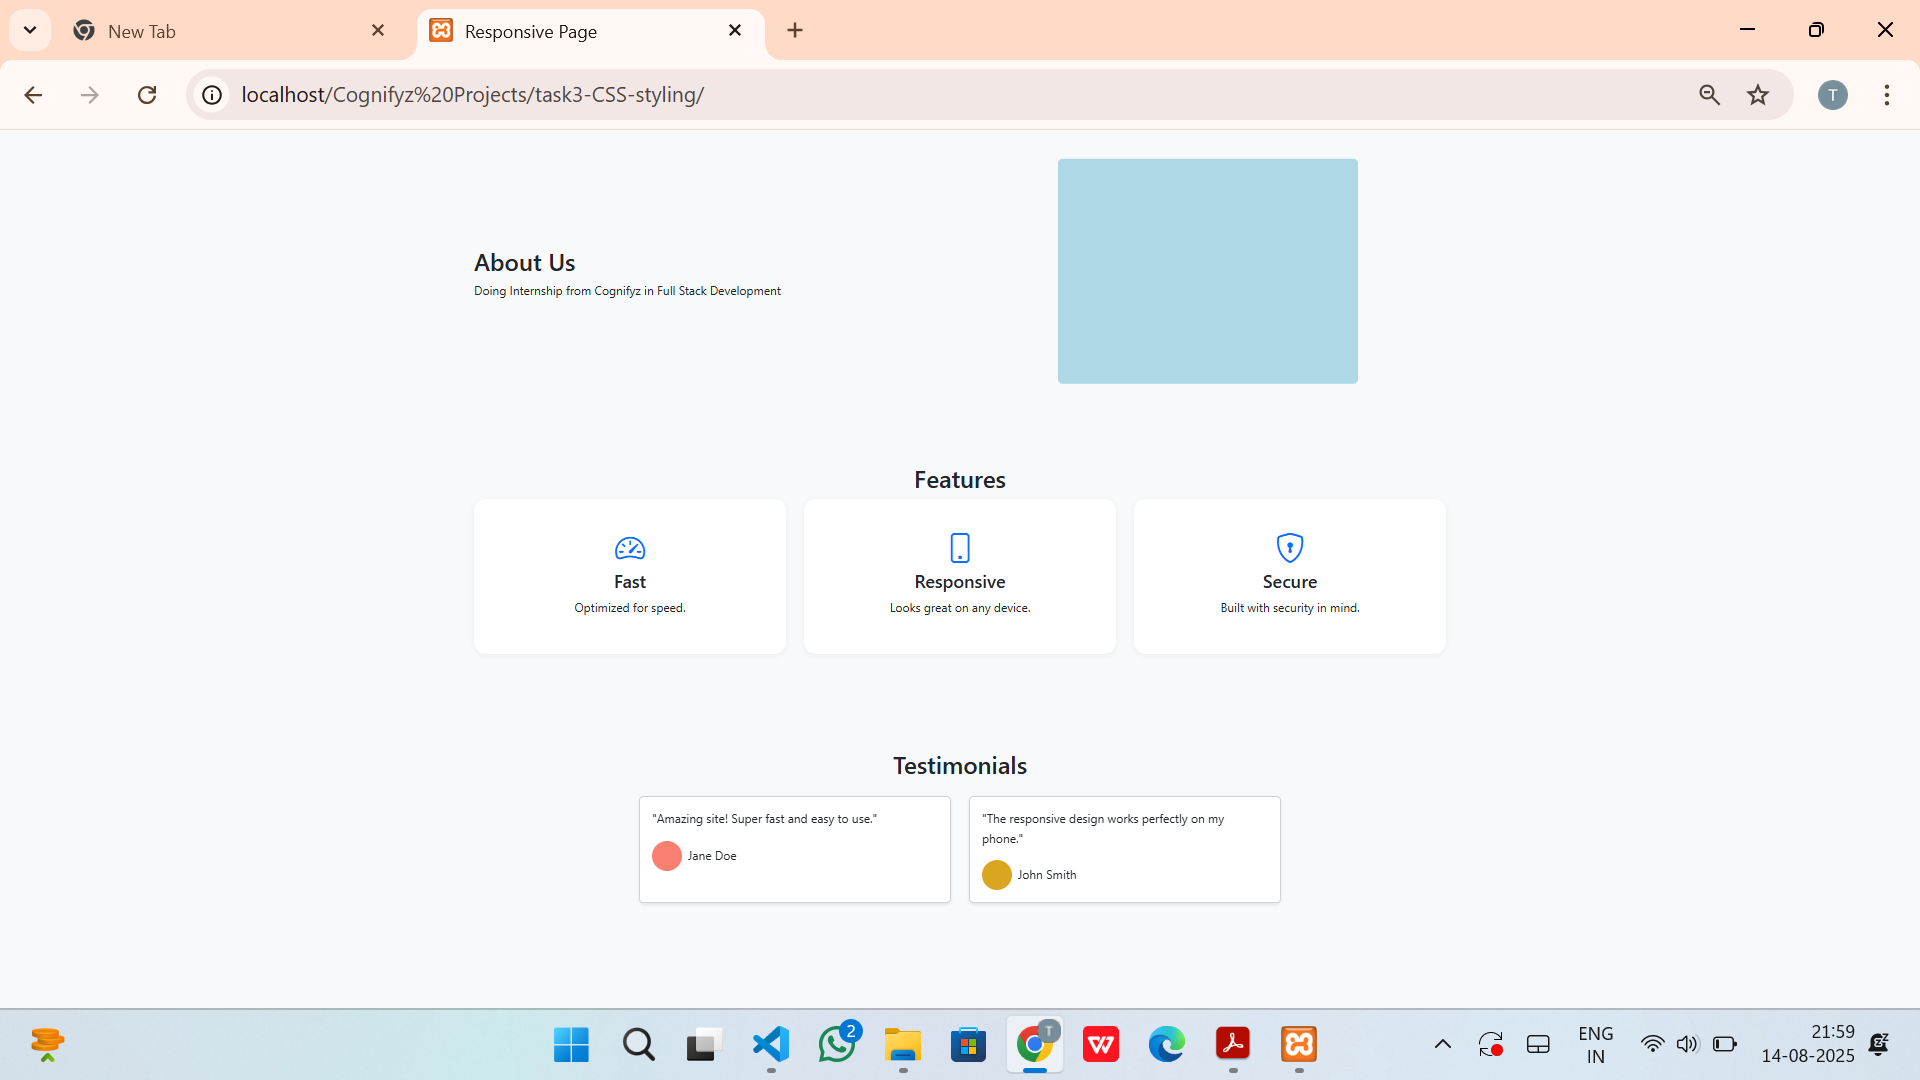 New Tab
Responsive Page
localhost/Cognifyz%20Projects/task3-CSS-styling/
T
About Us
Doing Internship from Cognifyz in Full Stack Development
Features
Fast
Optimized for speed.
Responsive
Looks great on any device.
Secure
Built with security in mind.
Testimonials
"Amazing site! Super fast and easy to use."
Jane Doe
"The responsive design works perfectly on my
phone."
John Smith
2
T
W
ENG
IN
21:59
14-08-2025